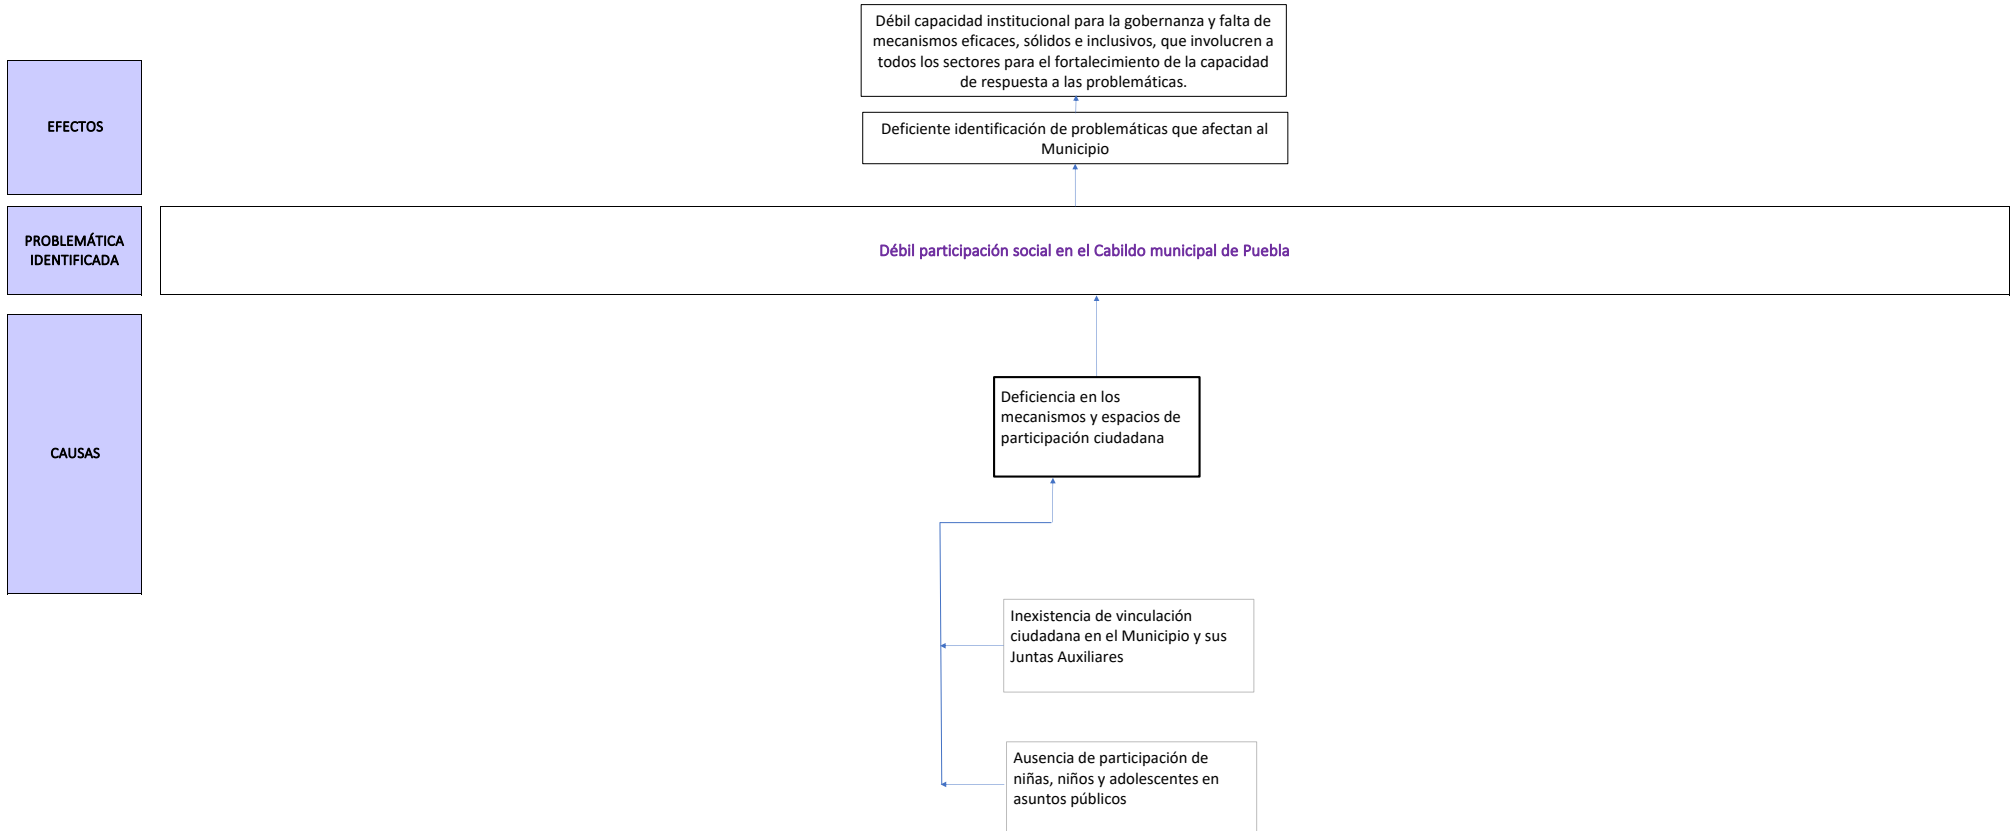 Débil capacidad institucional para la gobernanza y falta de
mecanismos eficaces, sólidos e inclusivos, que involucren a
todos los sectores para el fortalecimiento de la capacidad
de respuesta a las problemáticas.
EFECTOS
Deficiente identificación de problemáticas que afectan al
Municipio
PROBLEMÁTICA
IDENTIFICADA
Débil participación social en el Cabildo municipal de Puebla
CAUSAS
Deficiencia en los
mecanismos y espacios de
participación ciudadana
Inexistencia de vinculación
ciudadana en el Municipio y sus
Juntas Auxiliares
Ausencia de participación de
niñas, niños y adolescentes en
asuntos públicos